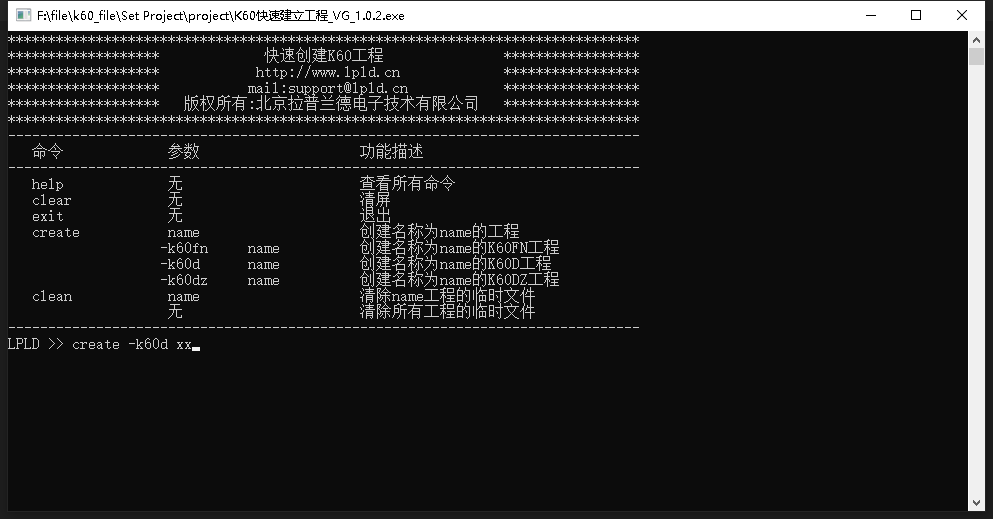 F:\file\k60_file\Set Project\project\K60快速建立工程_VG_1.0.2.exe
********************************************************************************
******************* 快速创建K60工程 *****************
******************* http://www.lpld.cn *****************
******************* mail:support@lpld.cn *****************
******************* 版权所有:北京拉普兰德电子技术有限公司 *****************
********************************************************************************
--------------------------------------------------------------------------------
命令 参数 功能描述
--------------------------------------------------------------------------------
help 无 查看所有命令
clear 无 清屏
exit 无 退出
create name 创建名称为name的工程
-k60fn name 创建名称为name的K60FN工程
-k60d name 创建名称为name的K60D工程
-k60dz name 创建名称为name的K60DZ工程
clean name 清除name工程的临时文件
无 清除所有工程的临时文件
--------------------------------------------------------------------------------
LPLD >> create -k60d xx_